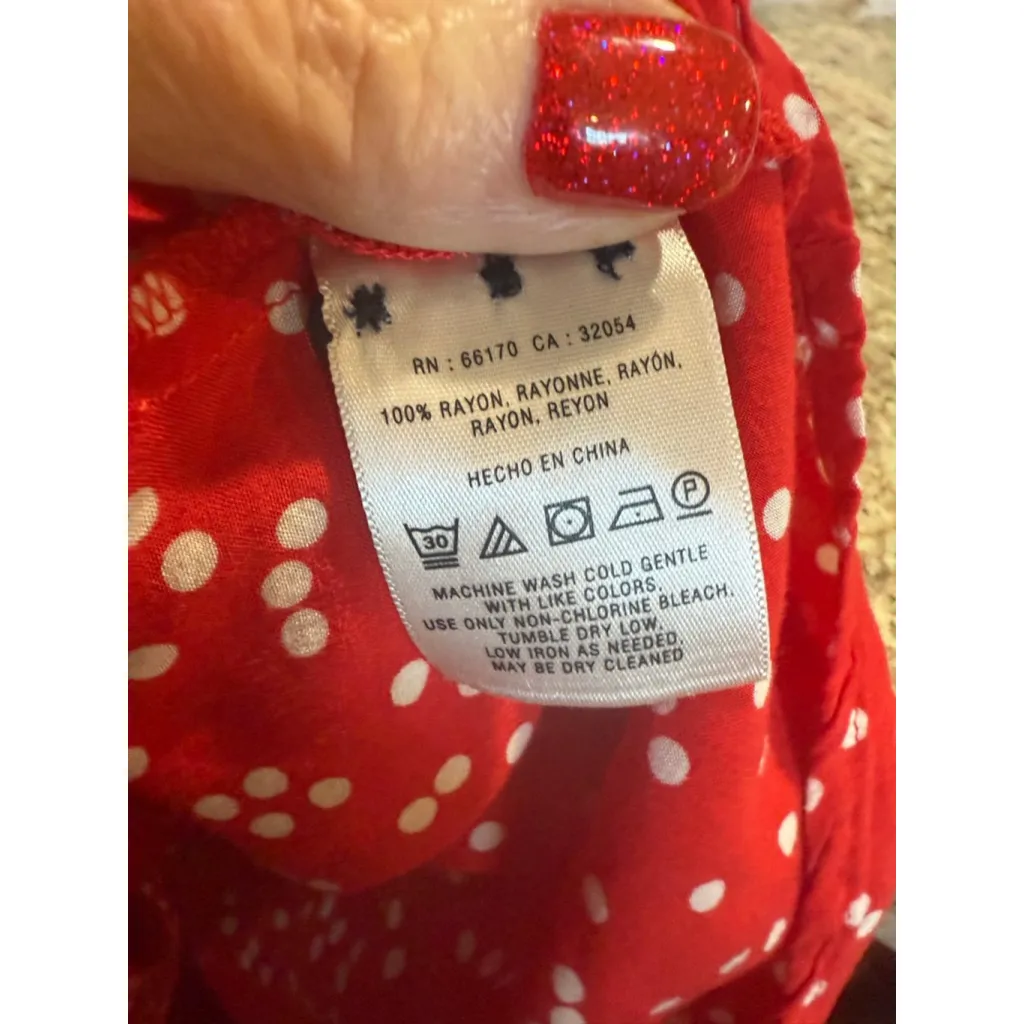 RN : 66170 CA : 32054
100% RAYON, RAYONNE, RAYÓN,
RAYON, REYON
HECHO EN CHINA
30 P
MACHINE WASH COLD GENTLE
WITH LIKE COLORS.
USE ONLY NON-CHLORINE BLEACH.
TUMBLE DRY LOW.
LOW IRON AS NEEDED.
MAY BE DRY CLEANED